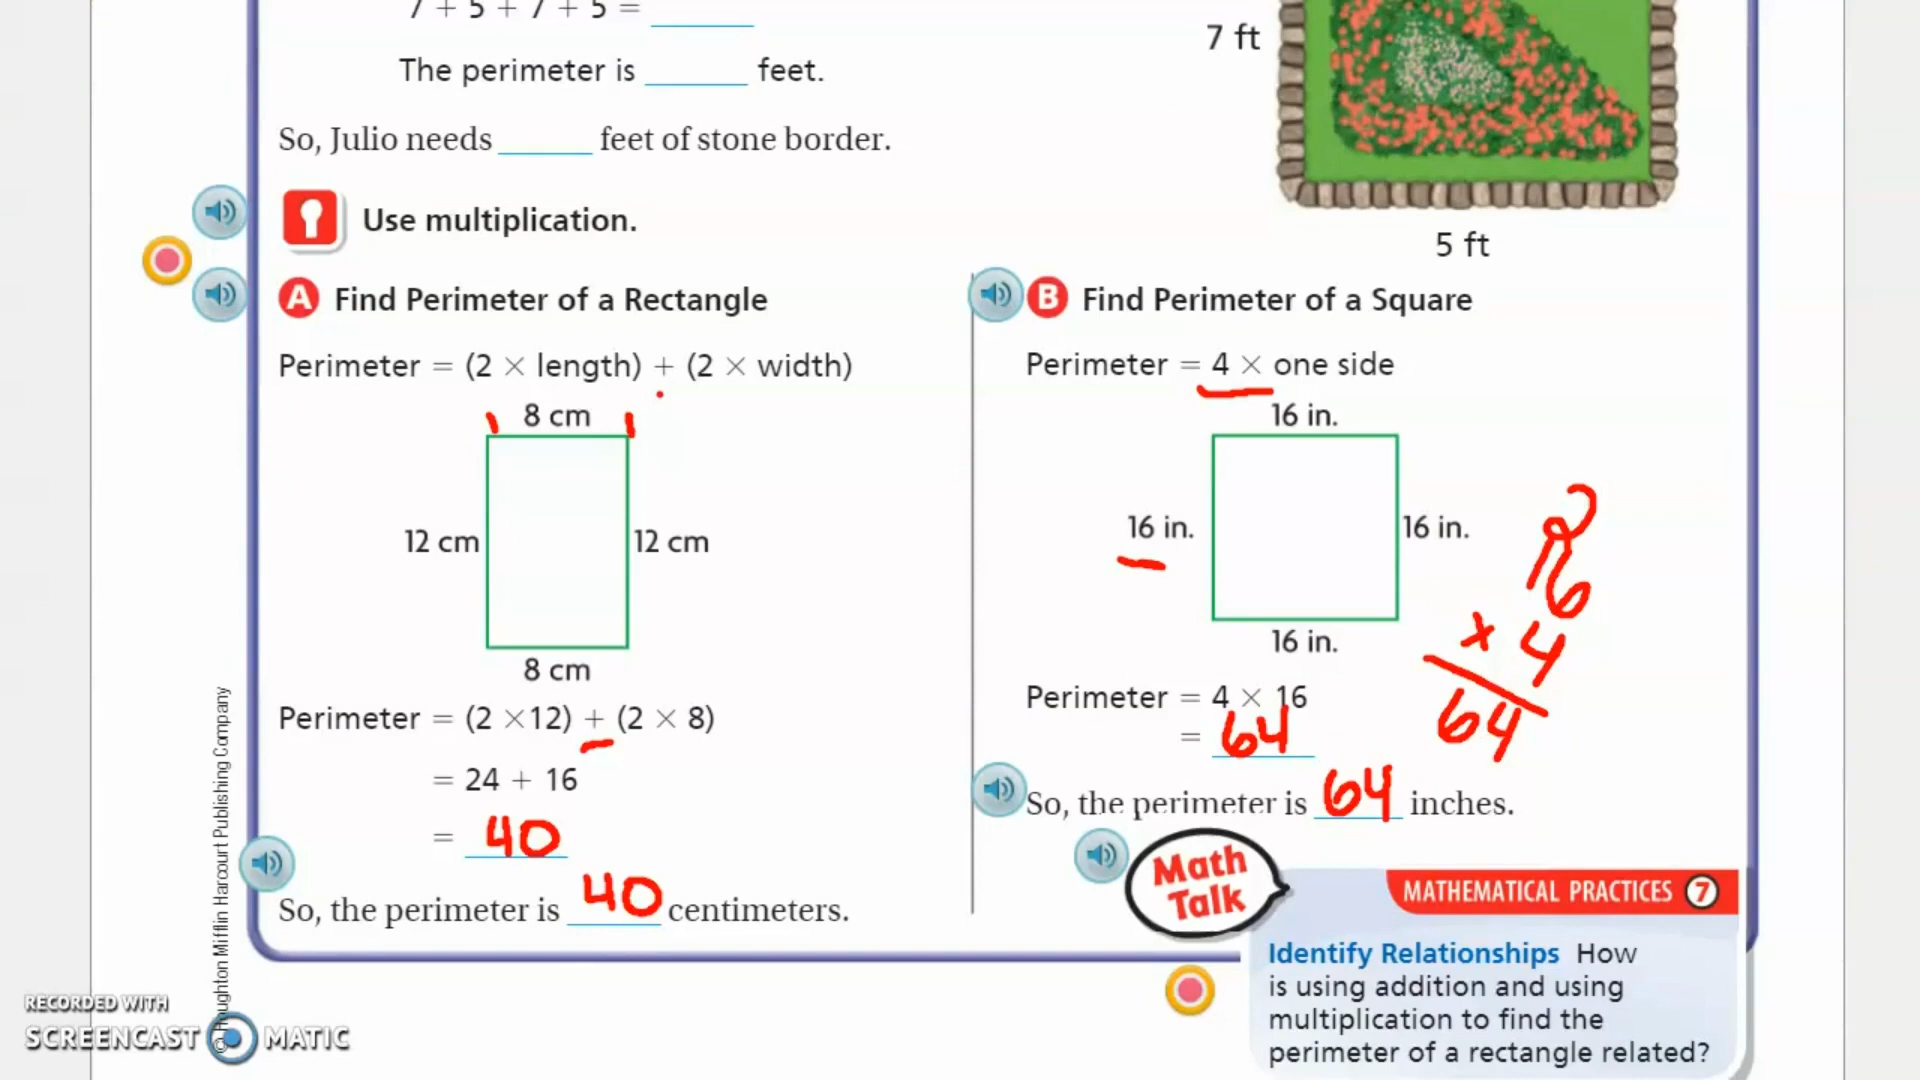 7 + 5 + 7 + 5 =
7 ft
The perimeter is feet.
So, Julio needs feet of stone border.
Use multiplication.
5 ft
A Find Perimeter of a Rectangle
Perimeter = (2 × length) + (2 × width)
8 cm
12 cm
12 cm
8 cm
Perimeter = (2 ×12) + (2 × 8)
= 24 + 16
= 40
So, the perimeter is 40 centimeters.
B Find Perimeter of a Square
Perimeter = 4 × one side
16 in.
16 in.
16 in.
16 in.
2
16
× 4
64
Perimeter = 4 × 16
= 64
So, the perimeter is 64 inches.
Math
Talk
MATHEMATICAL PRACTICES 7
Identify Relationships How
is using addition and using
multiplication to find the
perimeter of a rectangle related?
© Houghton Mifflin Harcourt Publishing Company
RECORDED WITH
SCREENCAST MATIC